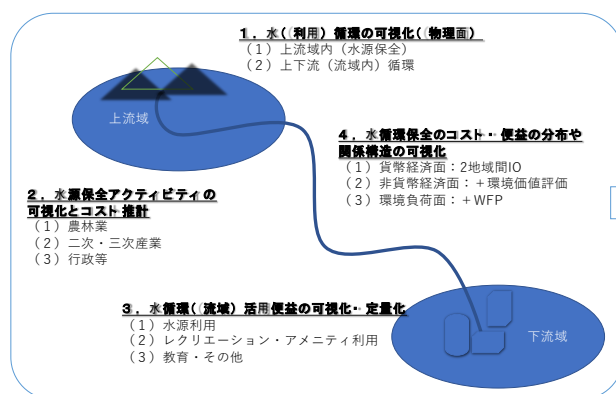 1．水(（利用）循環の可視化(（物理面）
（1）上流域内（水源保全）
（2）上下流（流域内）循環
上流域
4．水循環保全のコスト・便益の分布や
関係構造の可視化
（1）貨幣経済面：2地域間IO
（2）非貨幣経済面：＋環境価値評価
（3）環境負荷面：＋WFP
2．水源保全アクティビティの
可視化とコスト推計
（1）農林業
（2）二次・三次産業
（3）行政等
3．水循環(（流域）活用便益の可視化・定量化
（1）水源利用
（2）レクリエーション・アメニティ利用
（3）教育・その他
下流域